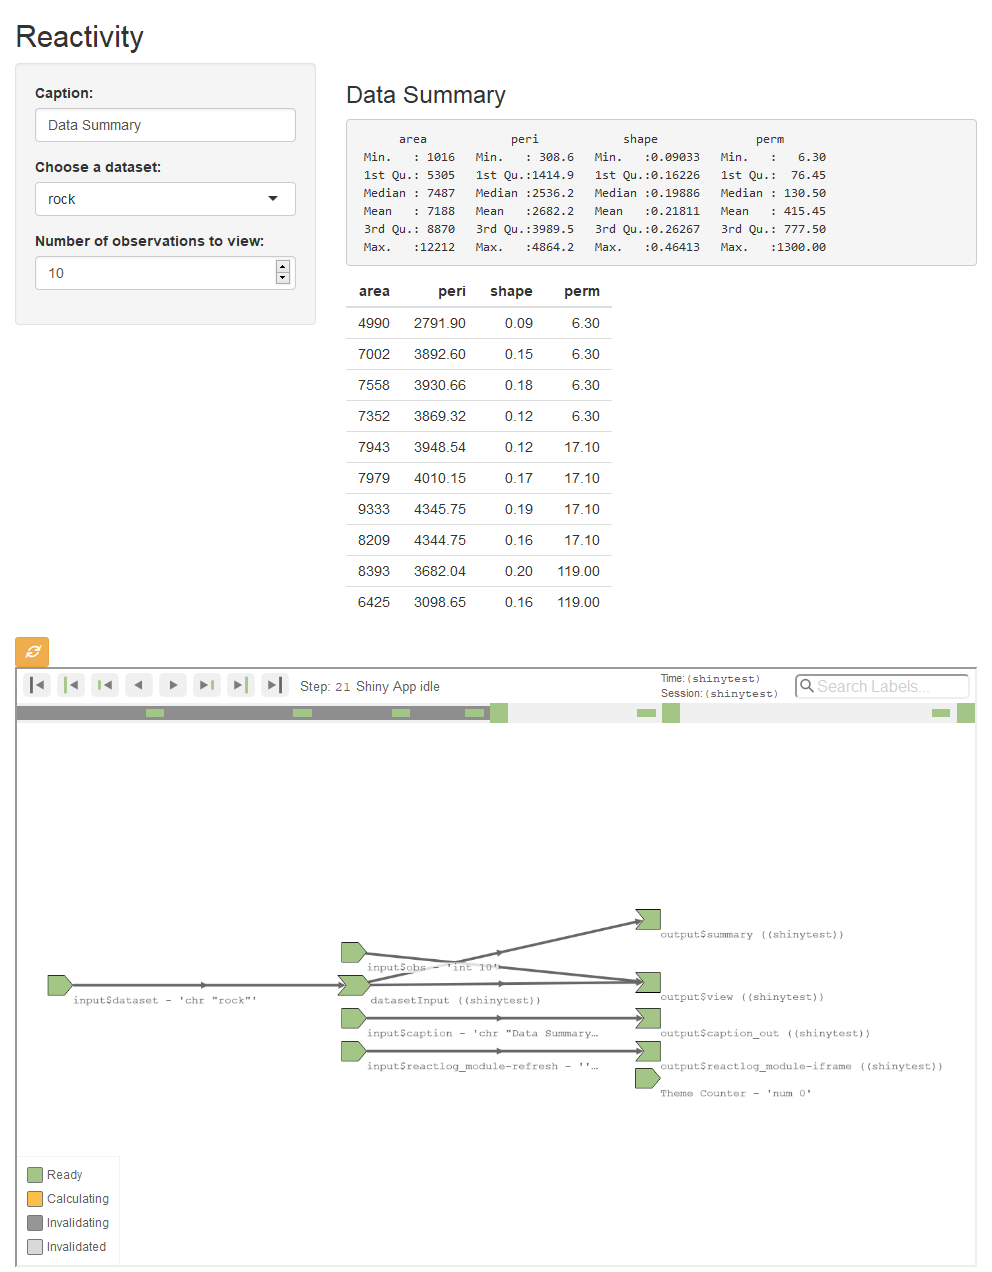 Reactivity
Caption:
Data Summary
Choose a dataset:
rock
Number of observations to view:
10
Data Summary
area peri shape perm
Min. : 1016 Min. : 308.6 Min. :0.09033 Min. : 6.30
1st Qu.: 5305 1st Qu.:1414.9 1st Qu.:0.16226 1st Qu.: 76.45
Median : 7487 Median :2536.2 Median :0.19886 Median : 130.50
Mean : 7188 Mean :2682.2 Mean :0.21811 Mean : 415.45
3rd Qu.: 8870 3rd Qu.:3989.5 3rd Qu.:0.26267 3rd Qu.: 777.50
Max. :12212 Max. :4864.2 Max. :0.46413 Max. :1300.00
area peri shape perm
4990 2791.90 0.09 6.30
7002 3892.60 0.15 6.30
7558 3930.66 0.18 6.30
7352 3869.32 0.12 6.30
7943 3948.54 0.12 17.10
7979 4010.15 0.17 17.10
9333 4345.75 0.19 17.10
8209 4344.75 0.16 17.10
8393 3682.04 0.20 119.00
6425 3098.65 0.16 119.00
Step: 21 Shiny App idle
Time: (shinytest)
Session: (shinytest)
Search Labels...
output$summary ((shinytest))
input$obs - 'int 10'
input$dataset - 'chr "rock"'
datasetInput ((shinytest))
output$view ((shinytest))
input$caption - 'chr "Data Summary…
output$caption_out ((shinytest))
input$reactlog_module-refresh - ''…
output$reactlog_module-iframe ((shinytest))
Theme Counter - 'num 0'
Ready
Calculating
Invalidating
Invalidated